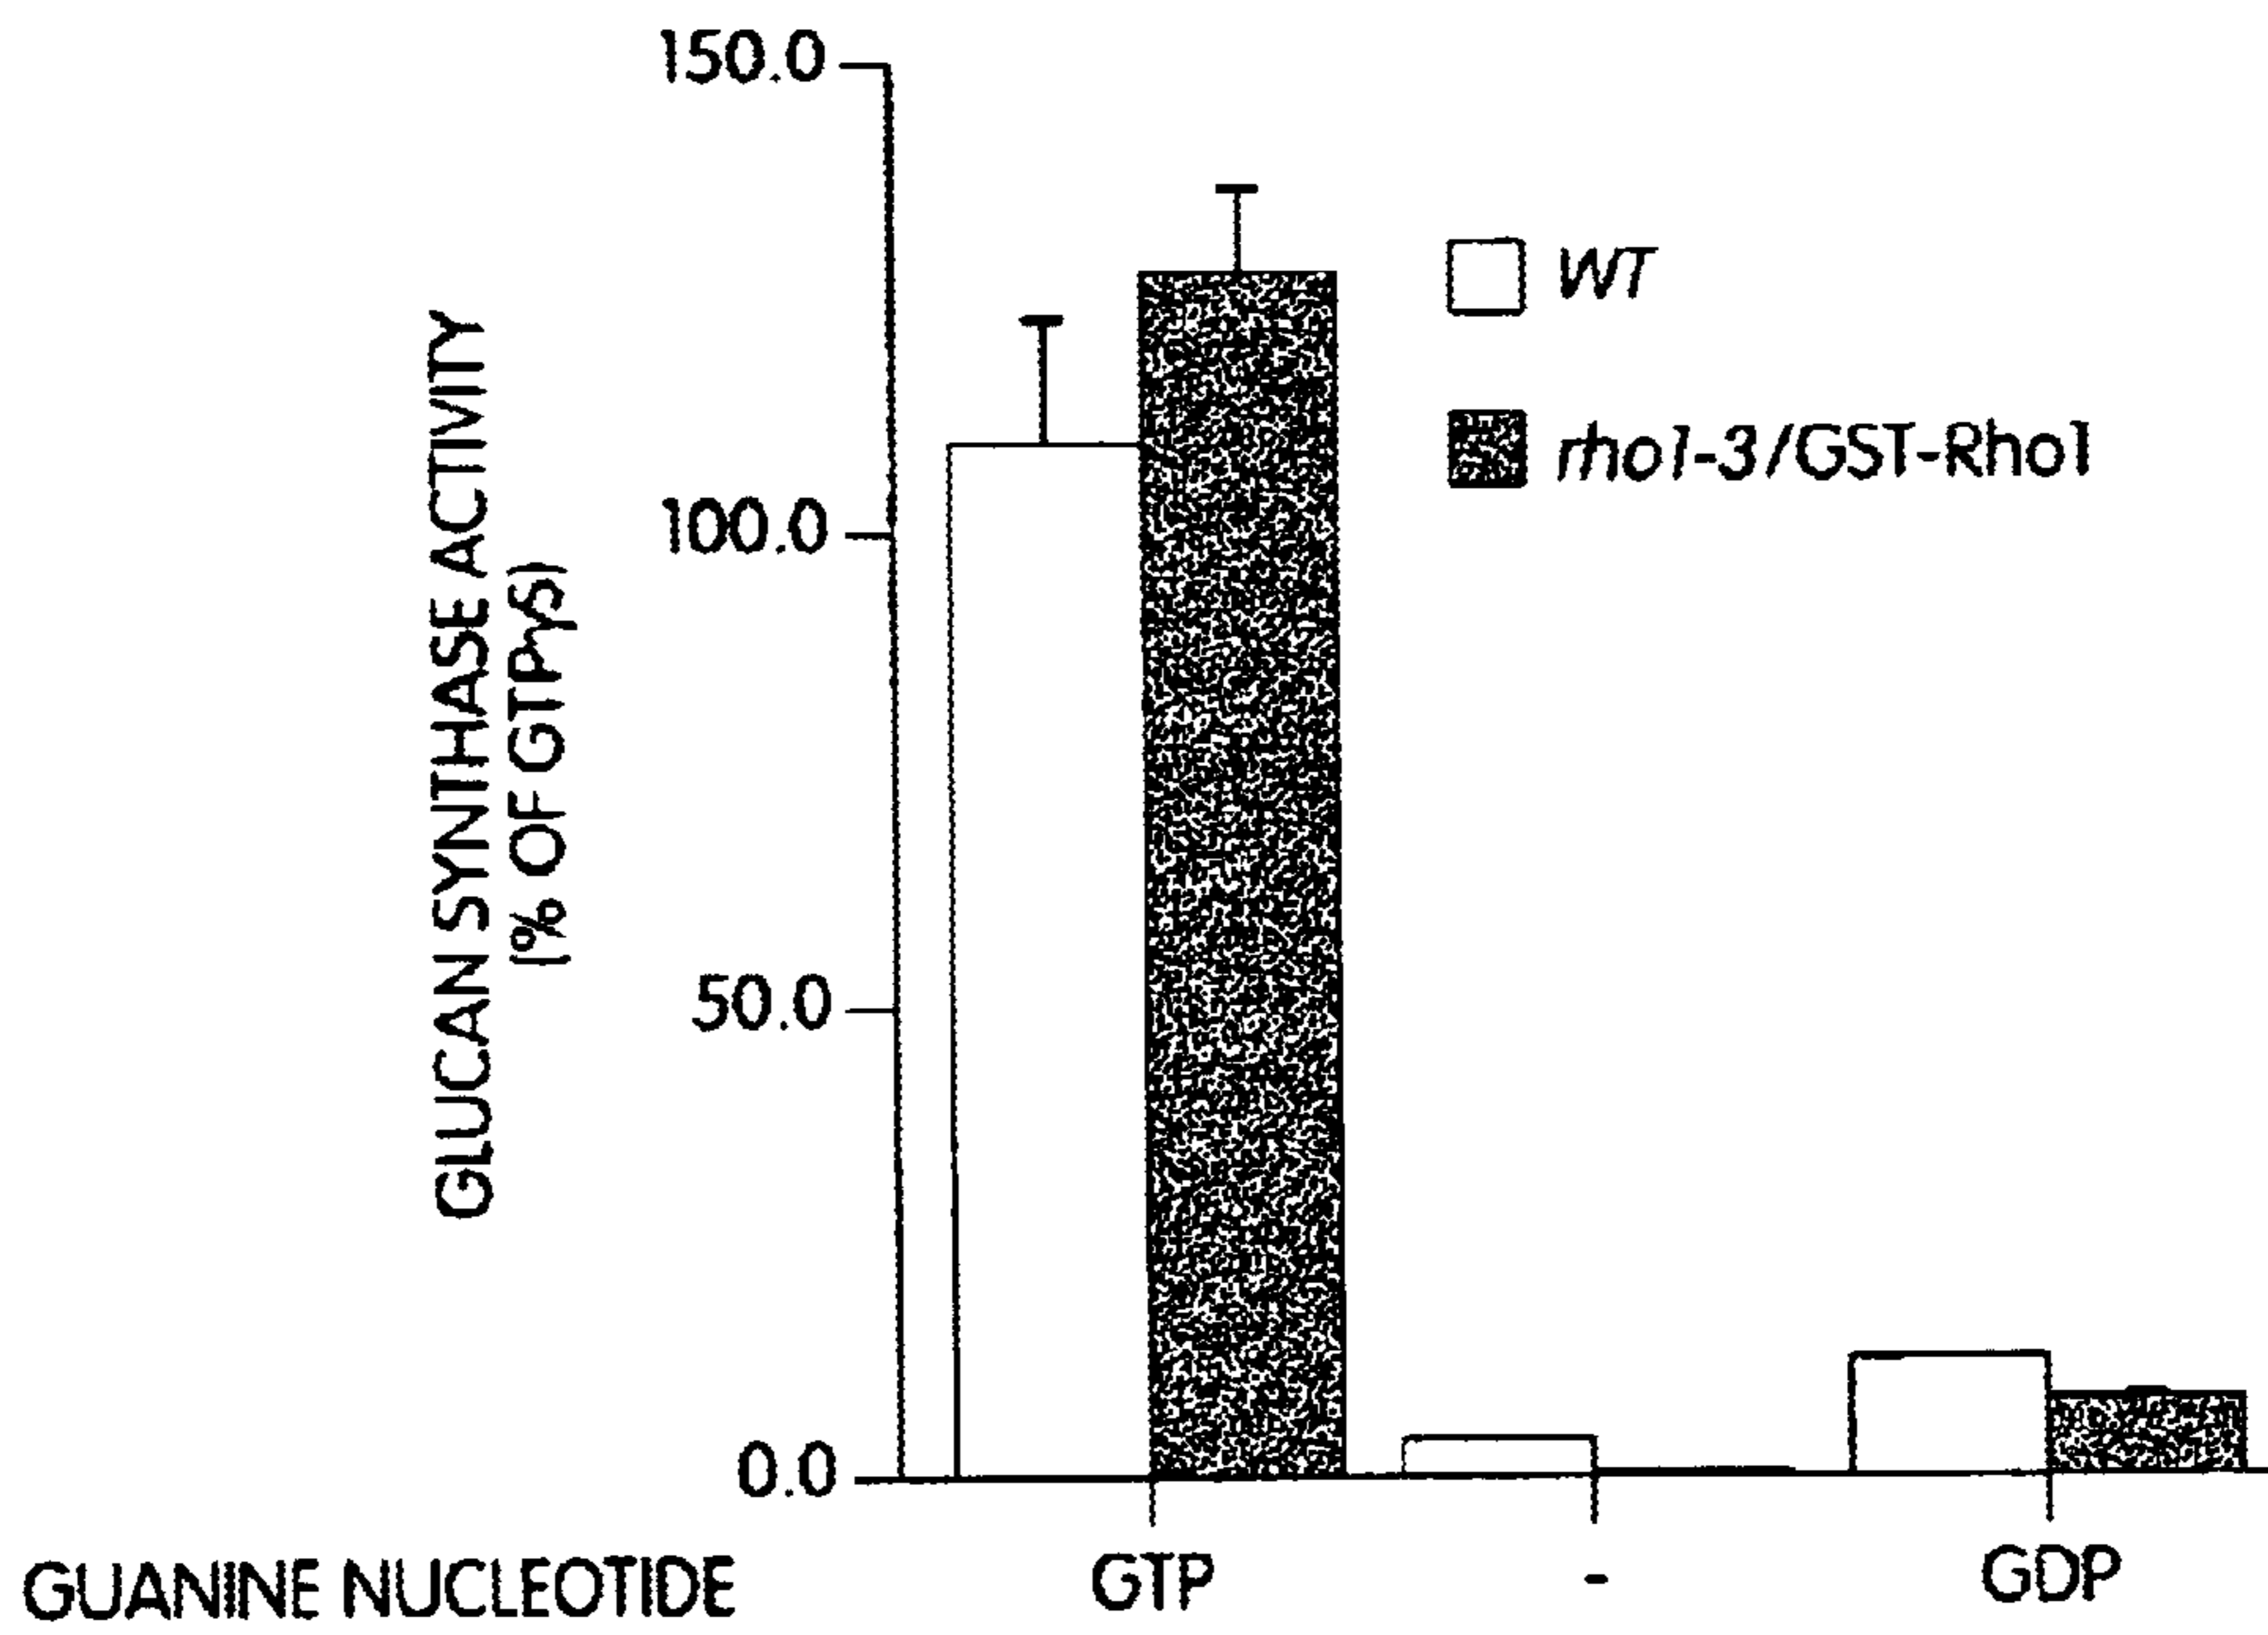 150.0
100.0
50.0
0.0
GLUCAN SYNTHASE ACTIVITY
(% OF GTPγS)
WT
rho1-3/GST-Rho1
GUANINE NUCLEOTIDE
GTP
-
GDP